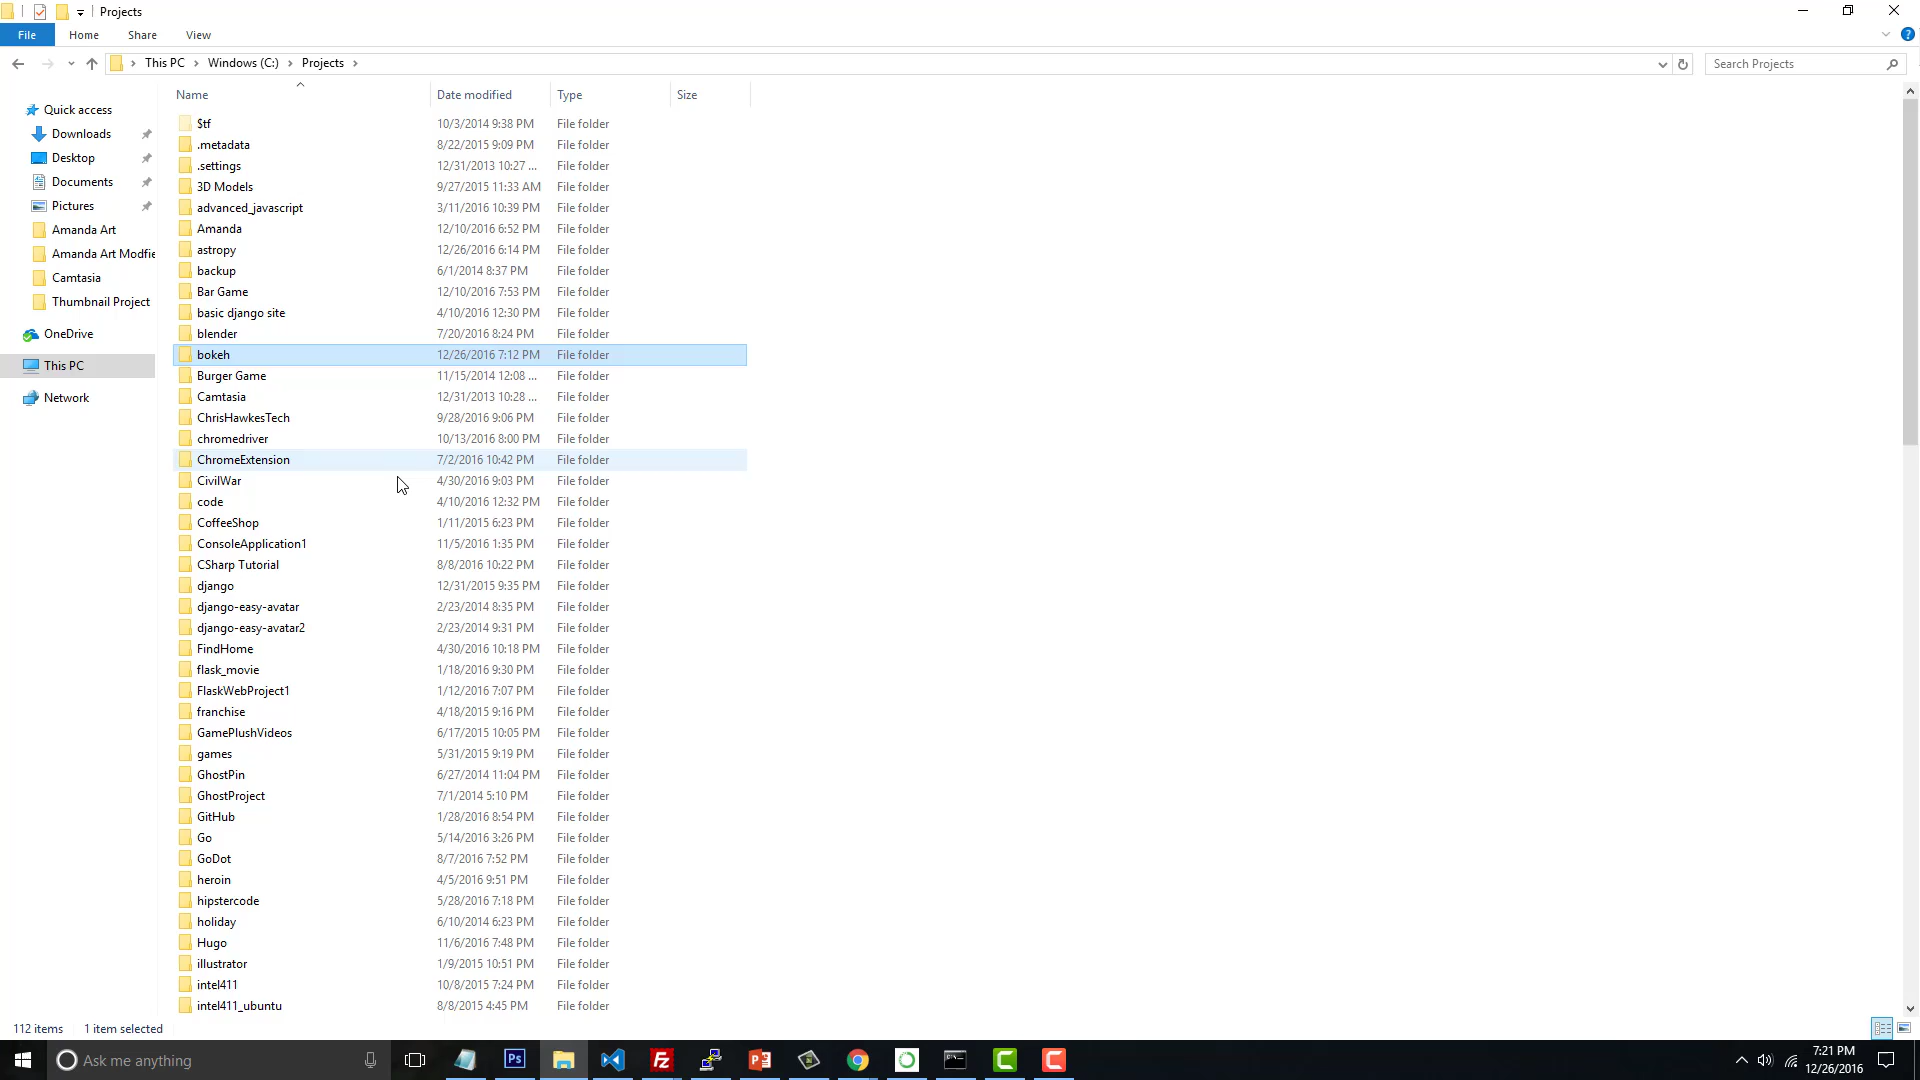 Projects
File Home Share View
This PC Windows (C:) Projects Search Projects
Name Date modified Type Size
Quick access
Downloads
Desktop
Documents
Pictures
Amanda Art
Amanda Art Modfie
Camtasia
Thumbnail Project
OneDrive
This PC
Network
$tf 10/3/2014 9:38 PM File folder
.metadata 8/22/2015 9:09 PM File folder
.settings 12/31/2013 10:27 ... File folder
3D Models 9/27/2015 11:33 AM File folder
advanced_javascript 3/11/2016 10:39 PM File folder
Amanda 12/10/2016 6:52 PM File folder
astropy 12/26/2016 6:14 PM File folder
backup 6/1/2014 8:37 PM File folder
Bar Game 12/10/2016 7:53 PM File folder
basic django site 4/10/2016 12:30 PM File folder
blender 7/20/2016 8:24 PM File folder
bokeh 12/26/2016 7:12 PM File folder
Burger Game 11/15/2014 12:08 ... File folder
Camtasia 12/31/2013 10:28 ... File folder
ChrisHawkesTech 9/28/2016 9:06 PM File folder
chromedriver 10/13/2016 8:00 PM File folder
ChromeExtension 7/2/2016 10:42 PM File folder
CivilWar 4/30/2016 9:03 PM File folder
code 4/10/2016 12:32 PM File folder
CoffeeShop 1/11/2015 6:23 PM File folder
ConsoleApplication1 11/5/2016 1:35 PM File folder
CSharp Tutorial 8/8/2016 10:22 PM File folder
django 12/31/2015 9:35 PM File folder
django-easy-avatar 2/23/2014 8:35 PM File folder
django-easy-avatar2 2/23/2014 9:31 PM File folder
FindHome 4/30/2016 10:18 PM File folder
flask_movie 1/18/2016 9:30 PM File folder
FlaskWebProject1 1/12/2016 7:07 PM File folder
franchise 4/18/2015 9:16 PM File folder
GamePlushVideos 6/17/2015 10:05 PM File folder
games 5/31/2015 9:19 PM File folder
GhostPin 6/27/2014 11:04 PM File folder
GhostProject 7/1/2014 5:10 PM File folder
GitHub 1/28/2016 8:54 PM File folder
Go 5/14/2016 3:26 PM File folder
GoDot 8/7/2016 7:52 PM File folder
heroin 4/5/2016 9:51 PM File folder
hipstercode 5/28/2016 7:18 PM File folder
holiday 6/10/2014 6:23 PM File folder
Hugo 11/6/2016 7:48 PM File folder
illustrator 1/9/2015 10:51 PM File folder
intel411 10/8/2015 7:24 PM File folder
intel411_ubuntu 8/8/2015 4:45 PM File folder
112 items 1 item selected
Ask me anything
Ps
Fz
7:21 PM
12/26/2016